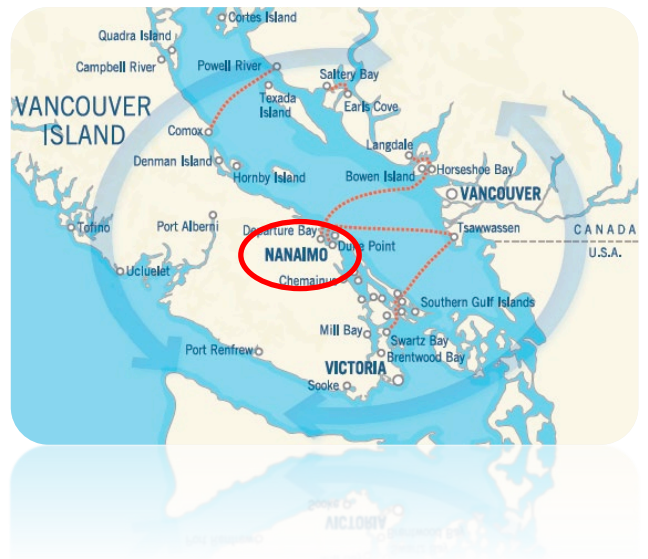 Cortes Island
Quadra Island
Campbell River
Powell River
Saltery Bay
Texada
Island
Earls Cove
VANCOUVER
ISLAND
Comox
Langdale
Denman Island
Hornby Island
Bowen Island
Horseshoe Bay
VANCOUVER
Tofino
Port Alberni
Departure Bay
Tsawwassen
CANADA
Duke Point
NANAIMO
U.S.A.
Ucluelet
Chemainus
Southern Gulf Islands
Mill Bay
Swartz Bay
Port Renfrew
Brentwood Bay
VICTORIA
Sooke